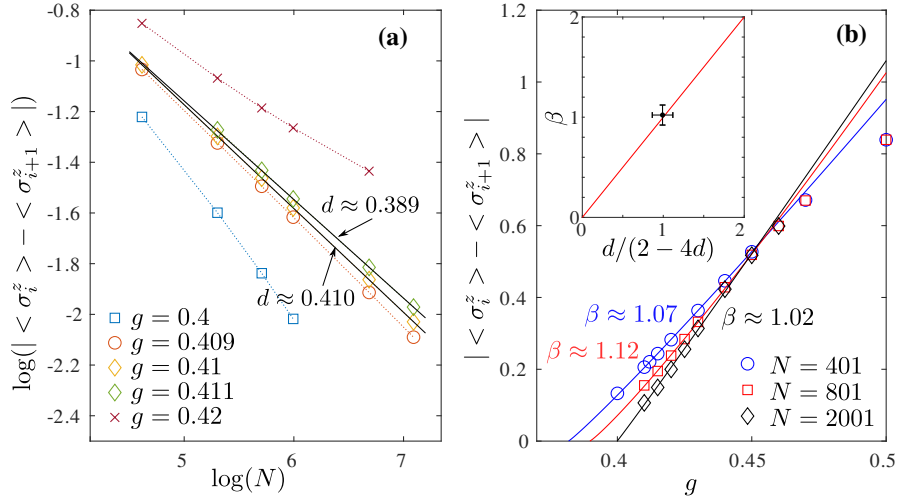 (a)
log(| < σ_i^z > − < σ_{i+1}^z > |)
-0.8
-1
-1.2
-1.4
-1.6
-1.8
-2
-2.2
-2.4
d ≈ 0.389
d ≈ 0.410
g = 0.4
g = 0.409
g = 0.41
g = 0.411
g = 0.42
5
6
7
log(N)
(b)
| < σ_i^z > − < σ_{i+1}^z > |
1.2
1
0.8
0.6
0.4
0.2
0
2
1
0
β
0
1
2
d/(2 − 4d)
β ≈ 1.07
β ≈ 1.02
β ≈ 1.12
N = 401
N = 801
N = 2001
0.4
0.45
0.5
g